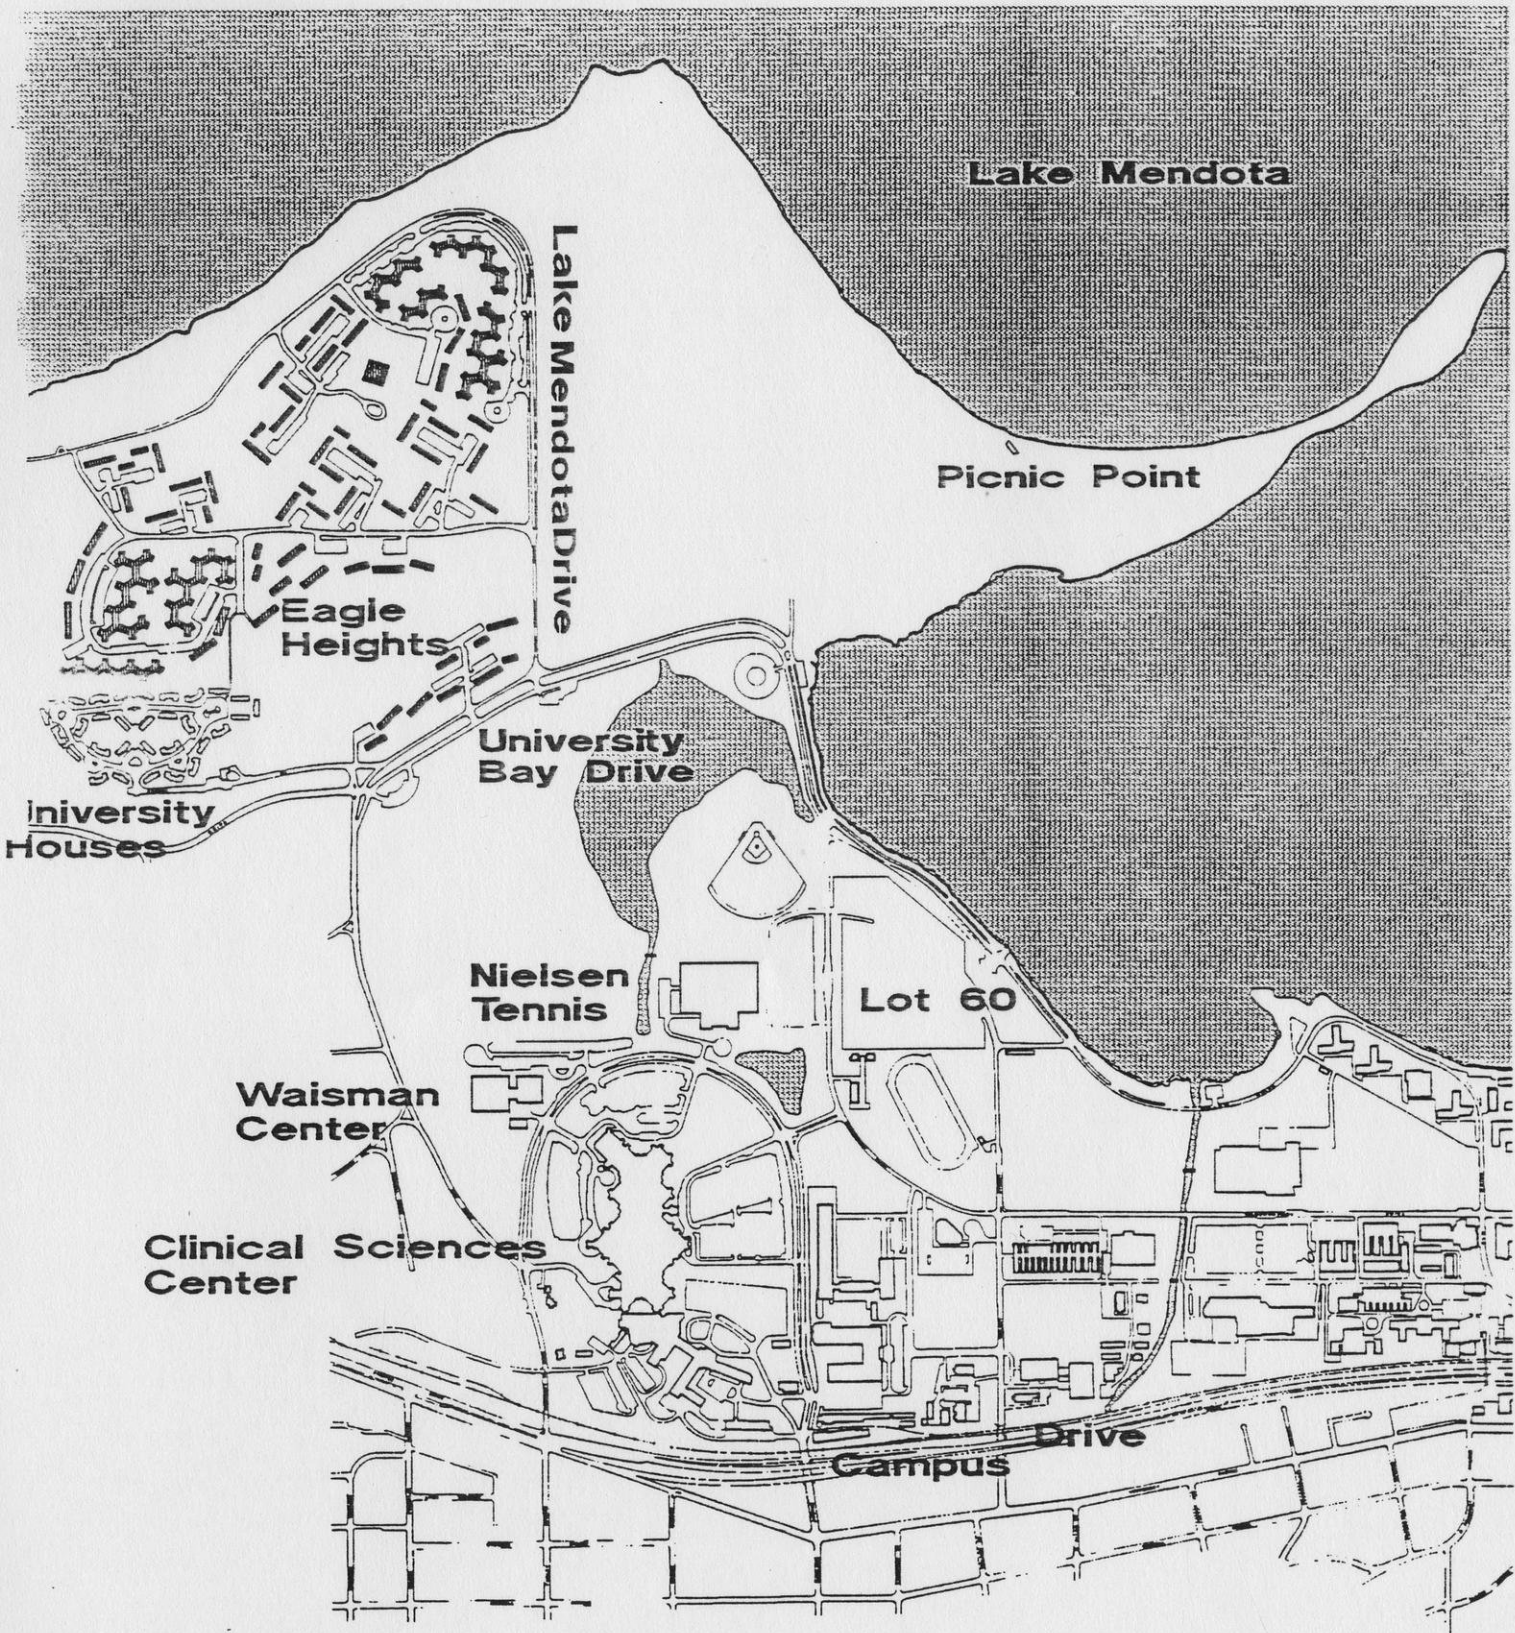 Lake Mendota
Lake Mendota Drive
Picnic Point
Eagle
Heights
University
Bay Drive
University
Houses
Nielsen
Tennis
Lot 60
Waisman
Center
Clinical Sciences
Center
Drive
Campus